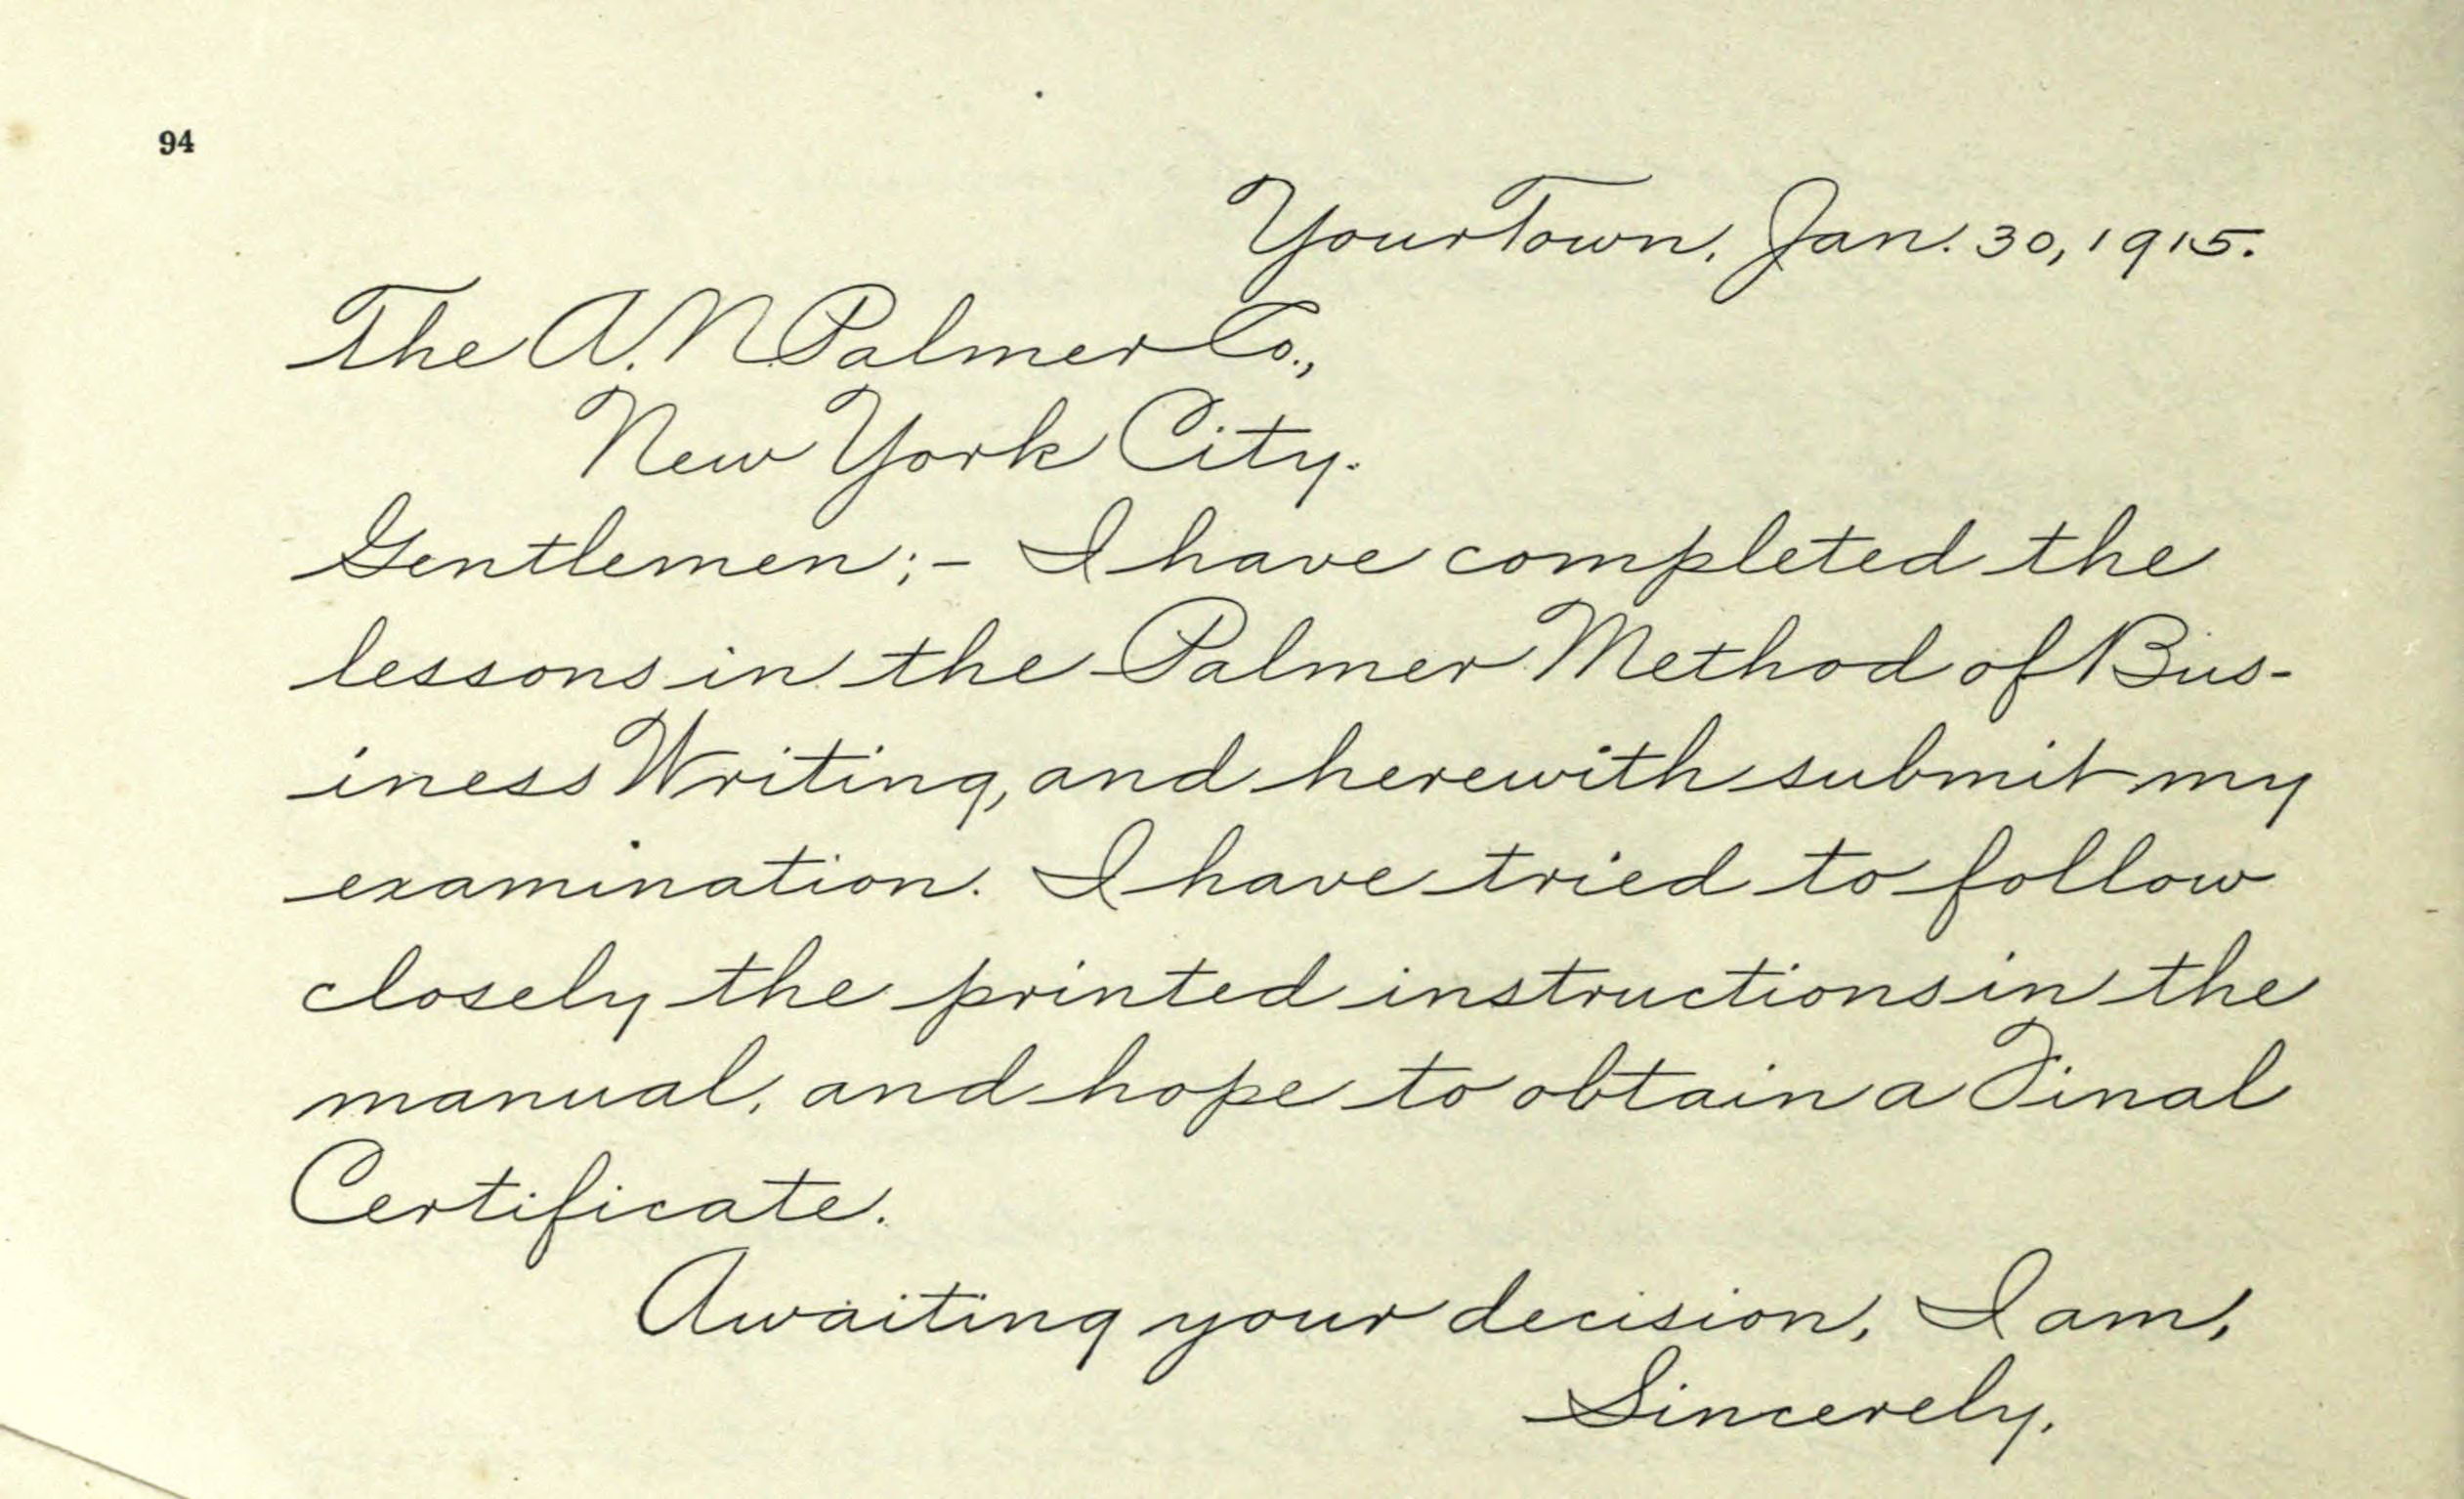 94
Your Town, Jan. 30, 1915.
The A. N. Palmer Co.,
New York City.
Gentlemen;- I have completed the
lessons in the Palmer Method of Bus-
iness Writing, and herewith submit my
examination. I have tried to follow
closely the printed instructions in the
manual, and hope to obtain a Final
Certificate.
Awaiting your decision, I am,
Sincerely,